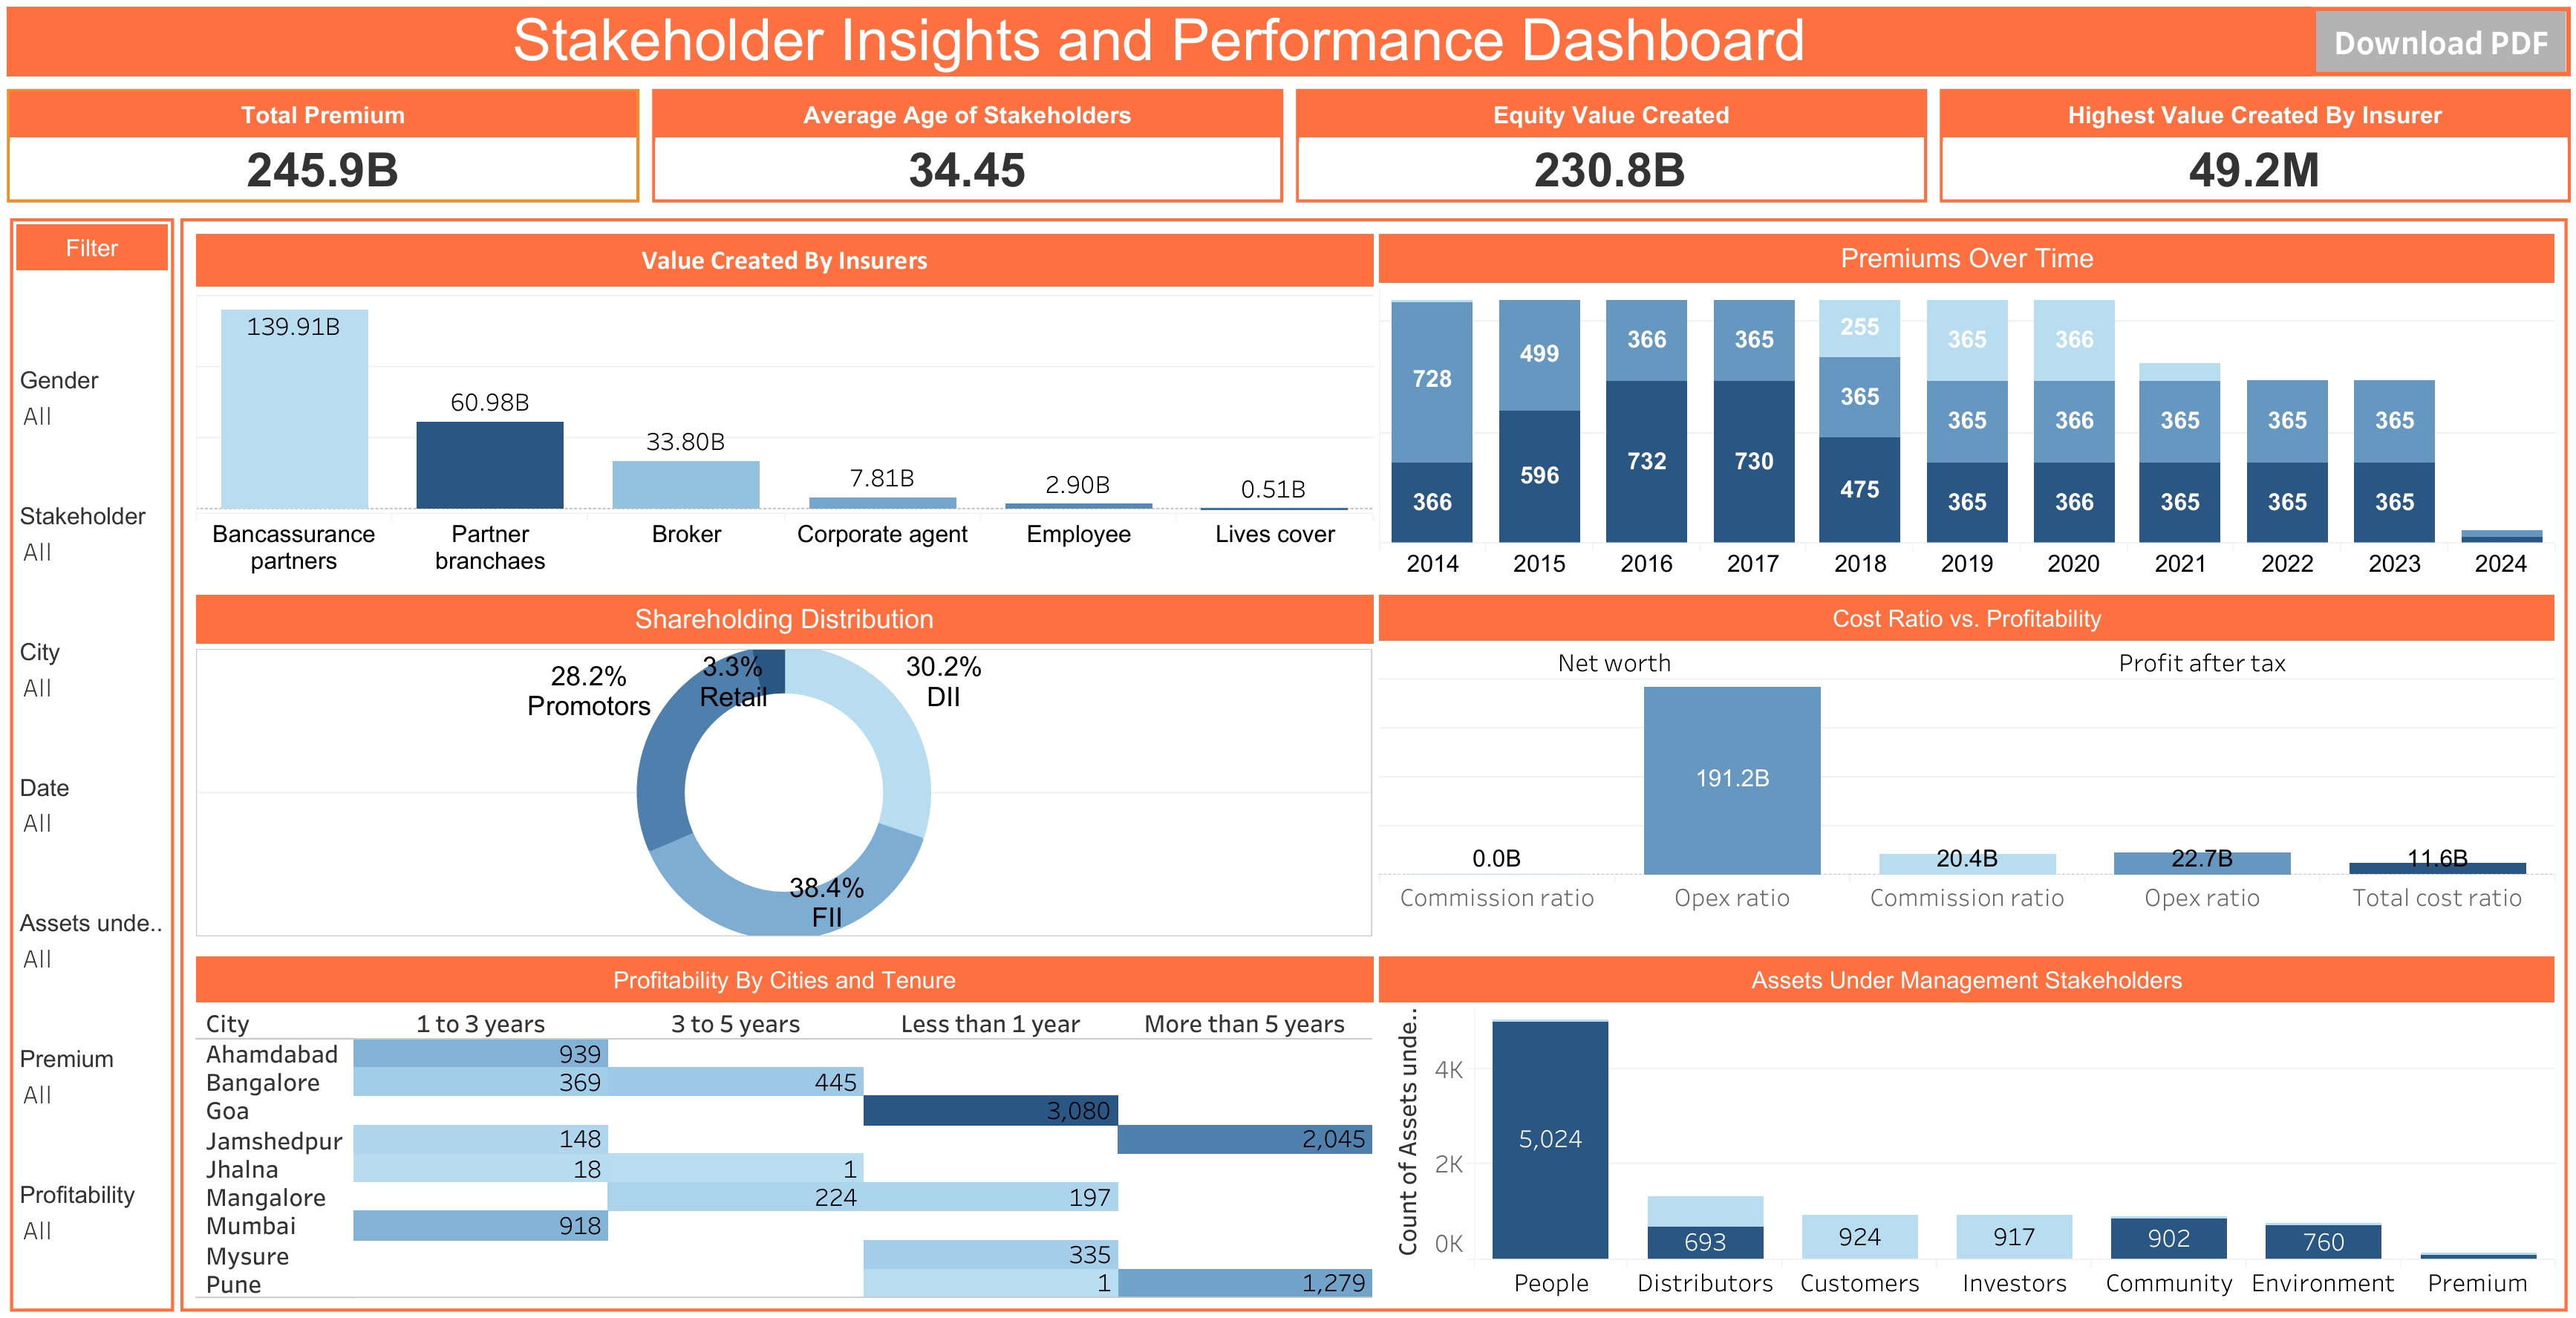 Stakeholder Insights and Performance Dashboard
Download PDF
Total Premium
245.9B
Average Age of Stakeholders
34.45
Equity Value Created
230.8B
Highest Value Created By Insurer
49.2M
Filter
Gender
All
Stakeholder
All
City
All
Date
All
Assets unde..
All
Premium
All
Profitability
All
Value Created By Insurers
139.91B
60.98B
33.80B
7.81B
2.90B
0.51B
Bancassurance
partners
Partner
branchaes
Broker
Corporate agent
Employee
Lives cover
Premiums Over Time
728
366
499
596
366
732
365
730
255
365
475
365
365
365
366
366
366
365
365
365
365
365
365
2014 2015 2016 2017 2018 2019 2020 2021 2022 2023 2024
Shareholding Distribution
28.2%
Promotors
3.3%
Retail
30.2%
DII
38.4%
FII
Cost Ratio vs. Profitability
Net worth Profit after tax
0.0B
191.2B
20.4B
22.7B
11.6B
Commission ratio Opex ratio Commission ratio Opex ratio Total cost ratio
Profitability By Cities and Tenure
City 1 to 3 years 3 to 5 years Less than 1 year More than 5 years
Ahamdabad 939
Bangalore 369 445
Goa 3,080
Jamshedpur 148 2,045
Jhalna 18 1
Mangalore 224 197
Mumbai 918
Mysure 335
Pune 1 1,279
Assets Under Management Stakeholders
Count of Assets unde..
4K
2K
0K
5,024
693
924
917
902
760
People Distributors Customers Investors Community Environment Premium